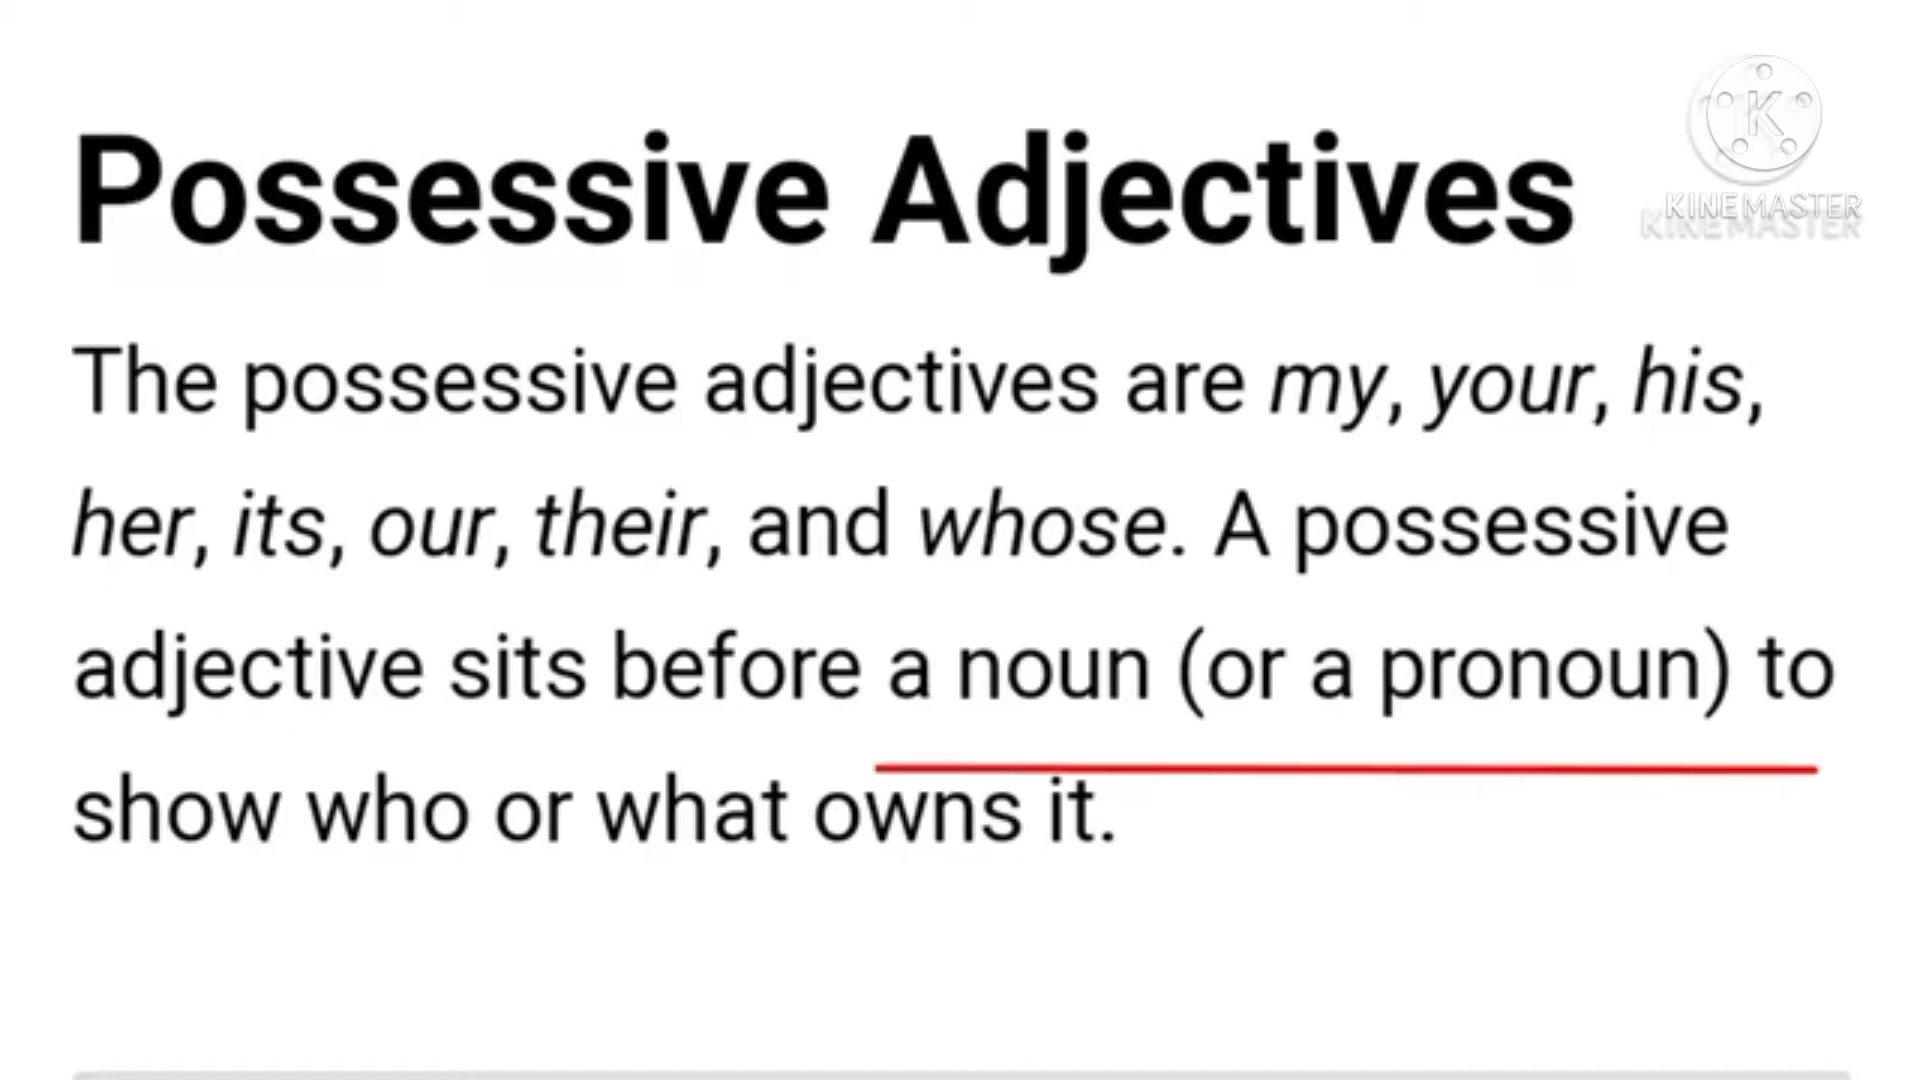 Possessive Adjectives
KINEMASTER
The possessive adjectives are my, your, his,
her, its, our, their, and whose. A possessive
adjective sits before a noun (or a pronoun) to
show who or what owns it.